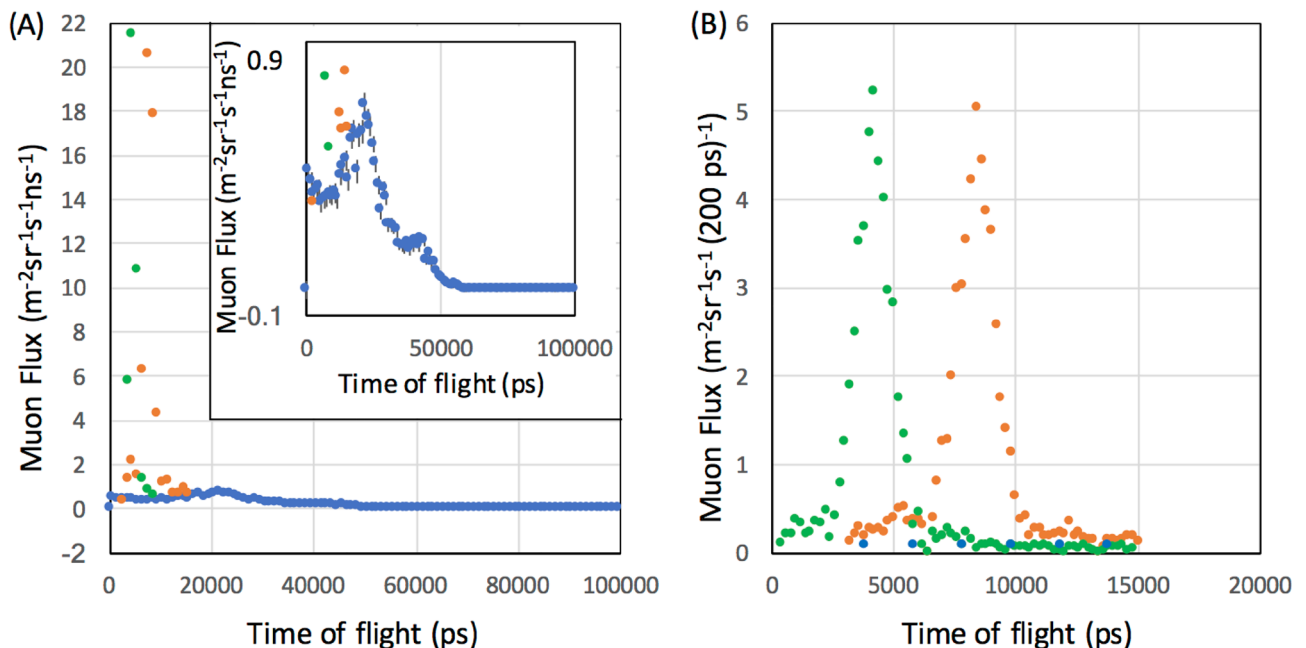 (A)
22
20
18
16
14
12
10
8
6
4
2
0
-2
Muon Flux (m⁻²sr⁻¹s⁻¹ns⁻¹)
0 20000 40000 60000 80000 100000
Time of flight (ps)
0.9
-0.1
Muon Flux (m⁻²sr⁻¹s⁻¹ns⁻¹)
0 50000 100000
Time of flight (ps)
(B)
6
5
4
3
2
1
0
Muon Flux (m⁻²sr⁻¹s⁻¹ (200 ps)⁻¹)
0 5000 10000 15000 20000
Time of flight (ps)